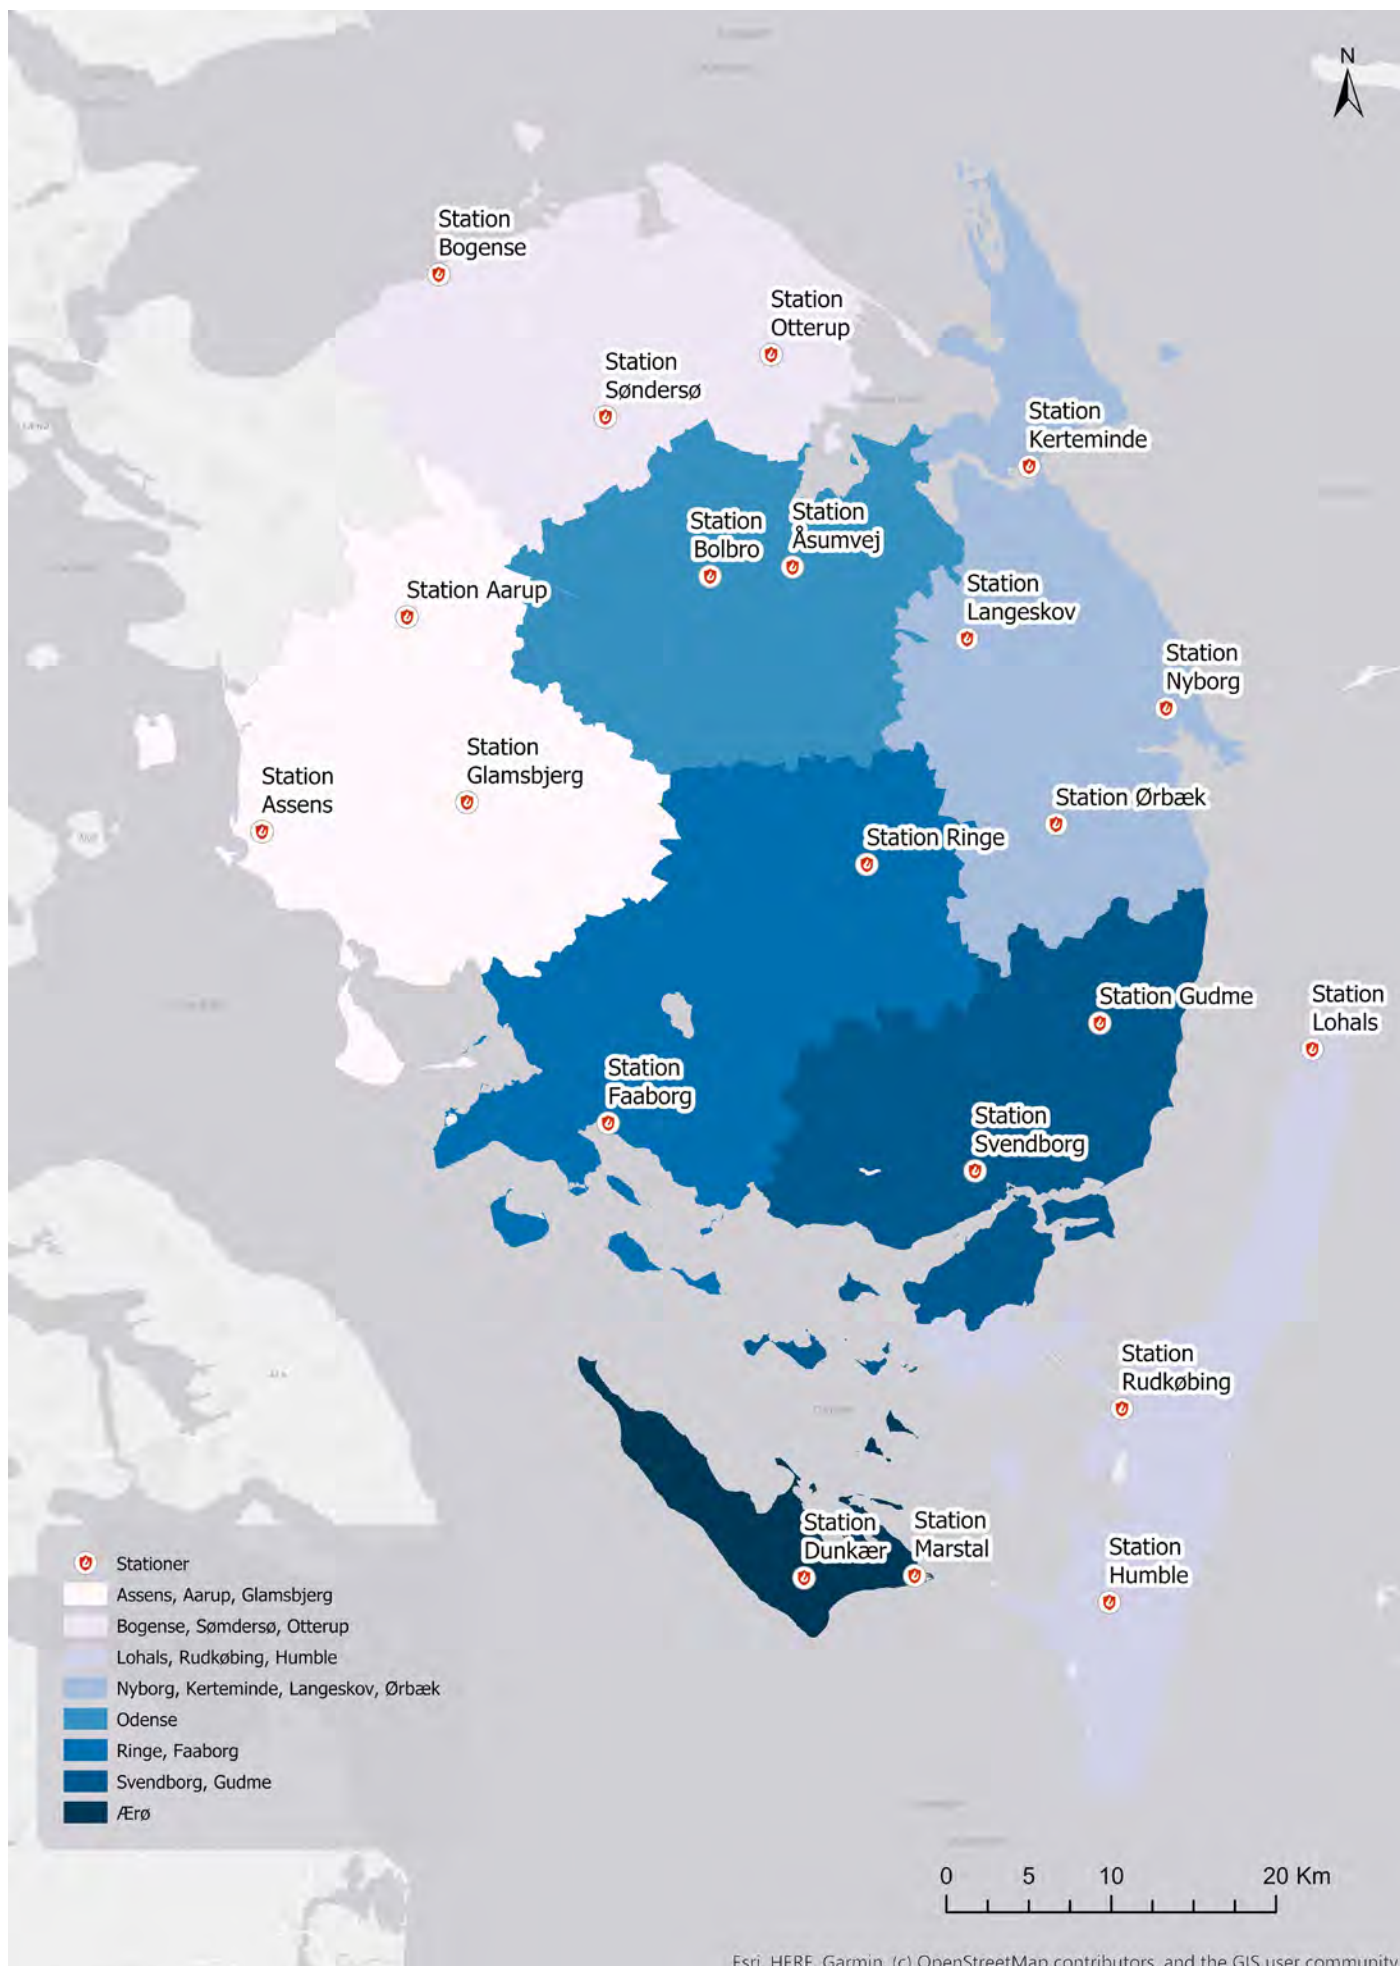 N
Station
Bogense
Station
Otterup
Station
Søndersø
Station
Kerteminde
Station
Bolbro
Station
Åsumvej
Station
Langeskov
Station Aarup
Station
Nyborg
Station
Glamsbjerg
Station
Assens
Station Ørbæk
Station Ringe
Station Gudme
Station
Lohals
Station
Faaborg
Station
Svendborg
Station
Rudkøbing
Station
Dunkær
Station
Marstal
Station
Humble
Stationer
Assens, Aarup, Glamsbjerg
Bogense, Sømdersø, Otterup
Lohals, Rudkøbing, Humble
Nyborg, Kerteminde, Langeskov, Ørbæk
Odense
Ringe, Faaborg
Svendborg, Gudme
Ærø
0 5 10 20 Km
Esri, HERE, Garmin, (c) OpenStreetMap contributors, and the GIS user community